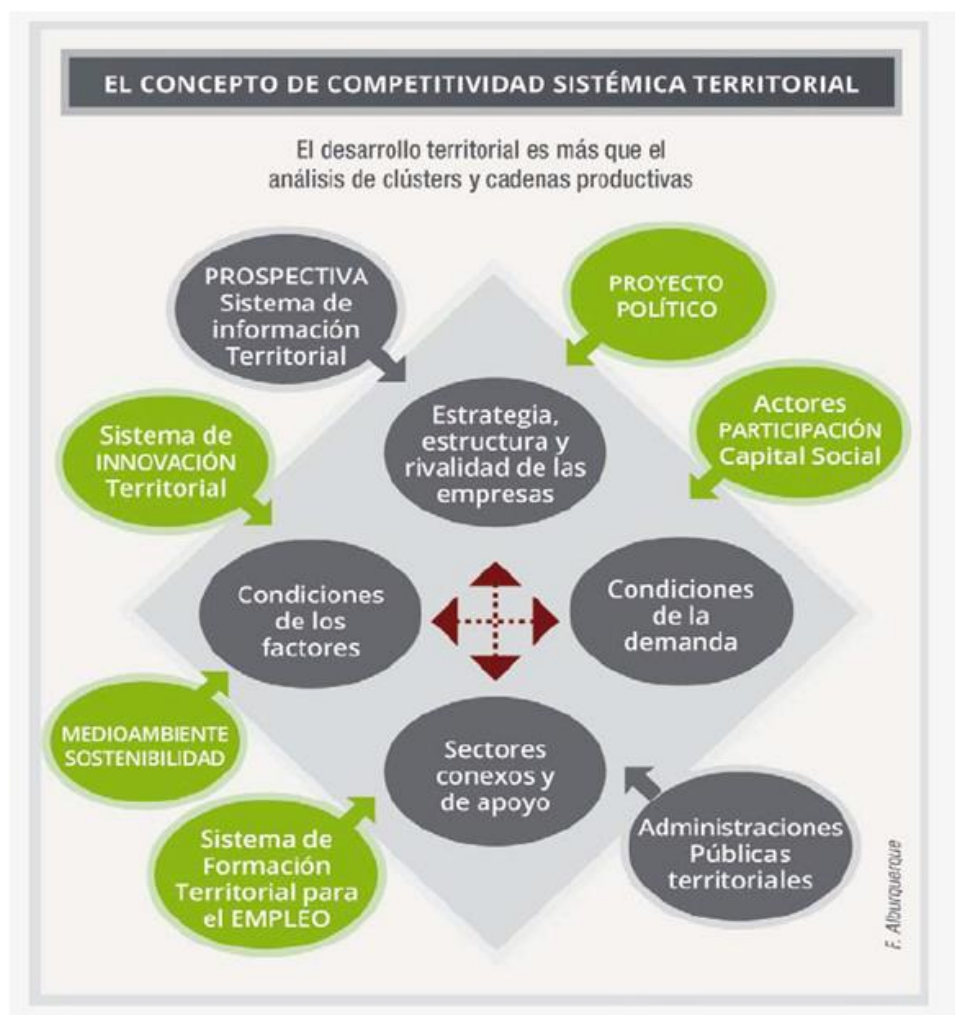 EL CONCEPTO DE COMPETITIVIDAD SISTÉMICA TERRITORIAL
El desarrollo territorial es más que el
análisis de clústers y cadenas productivas
PROSPECTIVA
Sistema de
información
Territorial
PROYECTO
POLÍTICO
Sistema de
INNOVACIÓN
Territorial
Estrategia,
estructura y
rivalidad de las
empresas
Actores
PARTICIPACIÓN
Capital Social
Condiciones
de los
factores
Condiciones
de la
demanda
MEDIOAMBIENTE
SOSTENIBILIDAD
Sectores
conexos y
de apoyo
Sistema de
Formación
Territorial para
el EMPLEO
Administraciones
Públicas
territoriales
F. Alburquerque